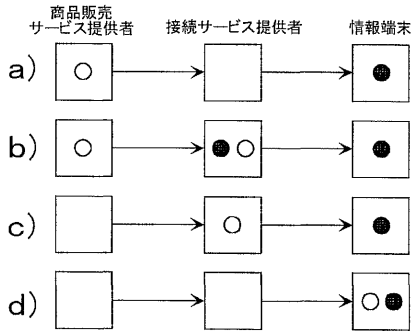 商品販売
サービス提供者
接続サービス提供者
情報端末
a)
b)
c)
d)